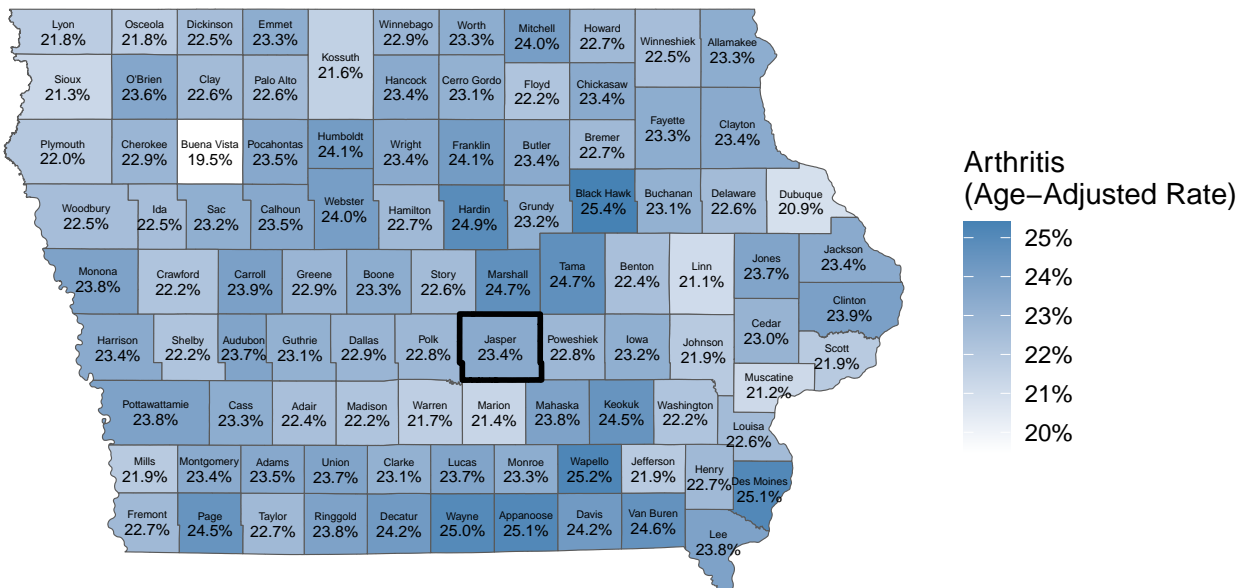 Lyon
21.8%
Osceola
21.8%
Dickinson
22.5%
Emmet
23.3%
Kossuth
21.6%
Winnebago
22.9%
Worth
23.3%
Mitchell
24.0%
Howard
22.7%
Winneshiek
22.5%
Allamakee
23.3%
Sioux
21.3%
O'Brien
23.6%
Clay
22.6%
Palo Alto
22.6%
Hancock
23.4%
Cerro Gordo
23.1%
Floyd
22.2%
Chickasaw
23.4%
Fayette
23.3%
Clayton
23.4%
Plymouth
22.0%
Cherokee
22.9%
Buena Vista
19.5%
Pocahontas
23.5%
Humboldt
24.1%
Wright
23.4%
Franklin
24.1%
Butler
23.4%
Bremer
22.7%
Woodbury
22.5%
Ida
22.5%
Sac
23.2%
Calhoun
23.5%
Webster
24.0%
Hamilton
22.7%
Hardin
24.9%
Grundy
23.2%
Black Hawk
25.4%
Buchanan
23.1%
Delaware
22.6%
Dubuque
20.9%
Monona
23.8%
Crawford
22.2%
Carroll
23.9%
Greene
22.9%
Boone
23.3%
Story
22.6%
Marshall
24.7%
Tama
24.7%
Benton
22.4%
Linn
21.1%
Jones
23.7%
Jackson
23.4%
Clinton
23.9%
Harrison
23.4%
Shelby
22.2%
Audubon
23.7%
Guthrie
23.1%
Dallas
22.9%
Polk
22.8%
Jasper
23.4%
Poweshiek
22.8%
Iowa
23.2%
Johnson
21.9%
Cedar
23.0%
Scott
21.9%
Muscatine
21.2%
Pottawattamie
23.8%
Cass
23.3%
Adair
22.4%
Madison
22.2%
Warren
21.7%
Marion
21.4%
Mahaska
23.8%
Keokuk
24.5%
Washington
22.2%
Louisa
22.6%
Mills
21.9%
Montgomery
23.4%
Adams
23.5%
Union
23.7%
Clarke
23.1%
Lucas
23.7%
Monroe
23.3%
Wapello
25.2%
Jefferson
21.9%
Henry
22.7%
Des Moines
25.1%
Fremont
22.7%
Page
24.5%
Taylor
22.7%
Ringgold
23.8%
Decatur
24.2%
Wayne
25.0%
Appanoose
25.1%
Davis
24.2%
Van Buren
24.6%
Lee
23.8%
Arthritis
(Age−Adjusted Rate)
25%
24%
23%
22%
21%
20%